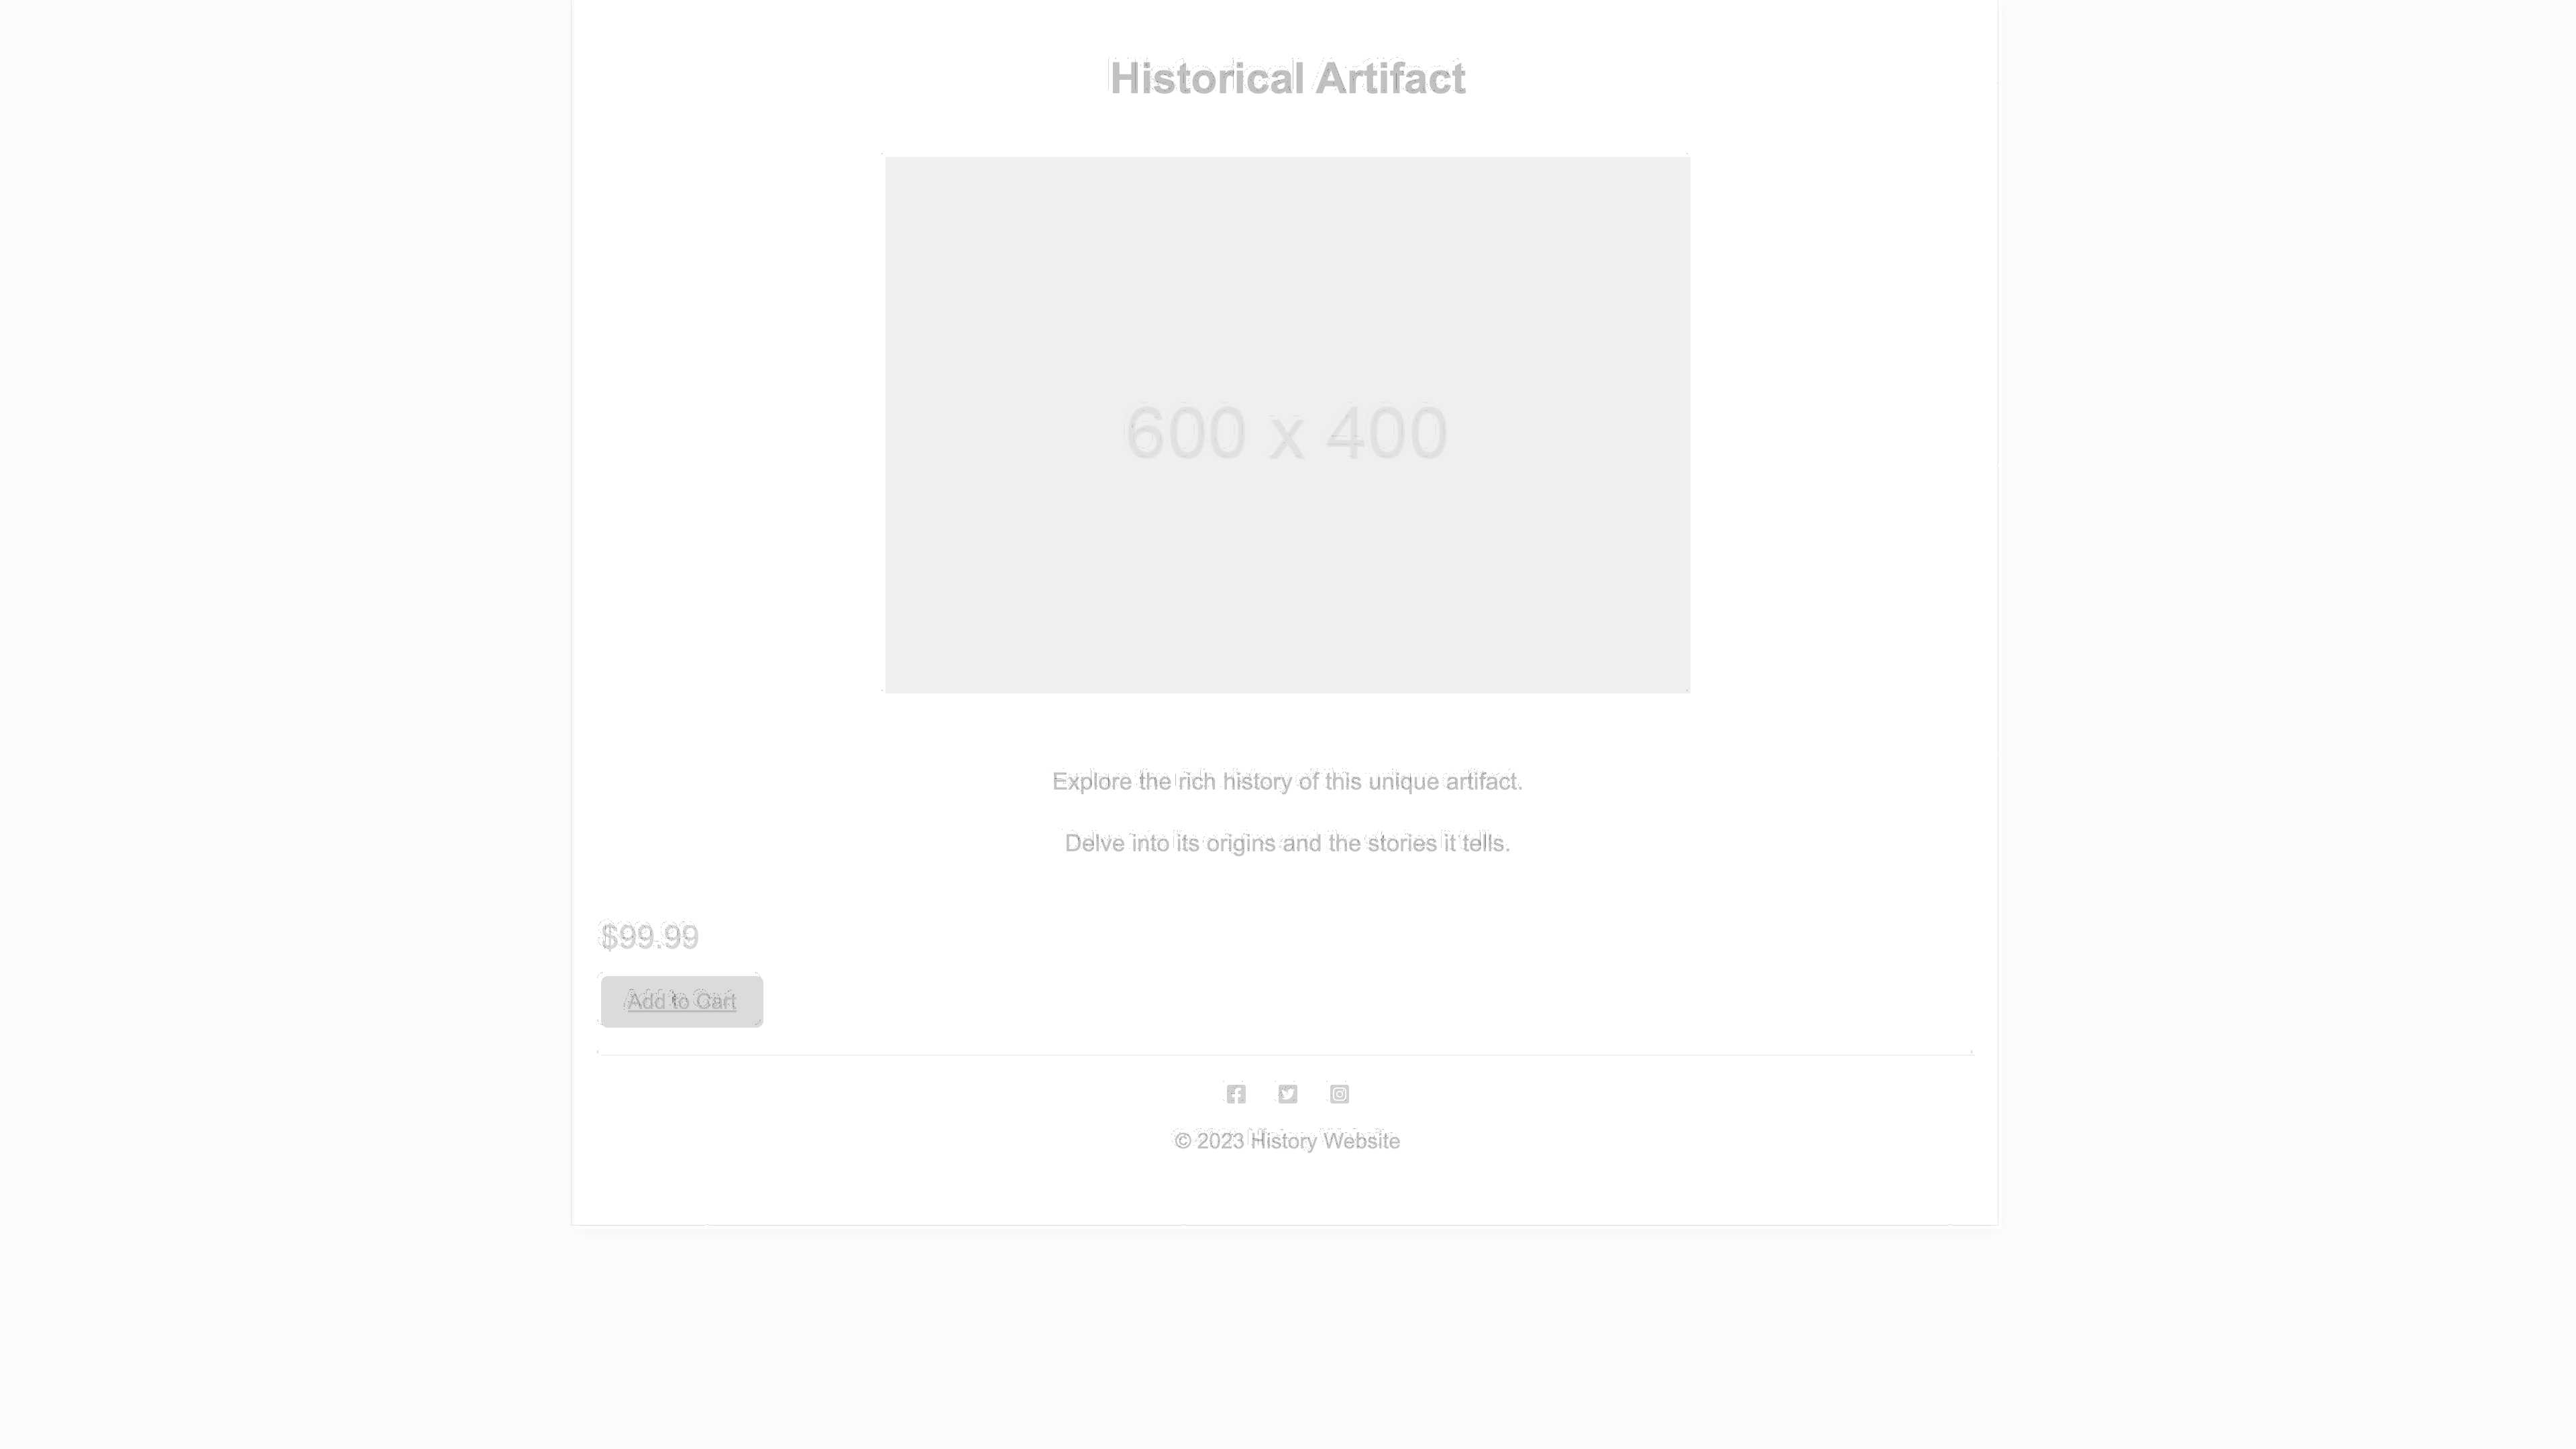 Historical Artifact
600 x 400
Explore the rich history of this unique artifact.
Delve into its origins and the stories it tells.
$99.99
Add to Cart
© 2023 History Website